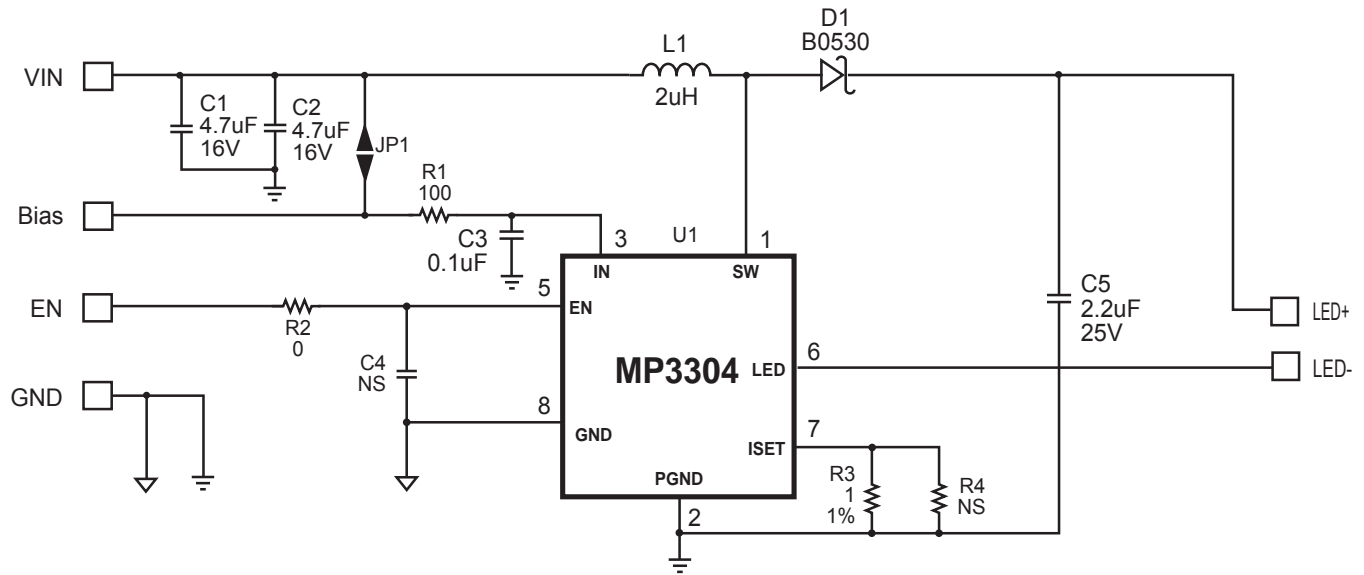 D1
B0530
L1
2uH
VIN
C1
4.7uF
16V
C2
4.7uF
16V
JP1
R1
100
Bias
C3
0.1uF
3
U1
1
IN
SW
EN
R2
0
5
EN
C4
NS
C5
2.2uF
25V
LED+
MP3304
LED
6
LED-
GND
8
GND
ISET
7
PGND
2
R3
1
1%
R4
NS